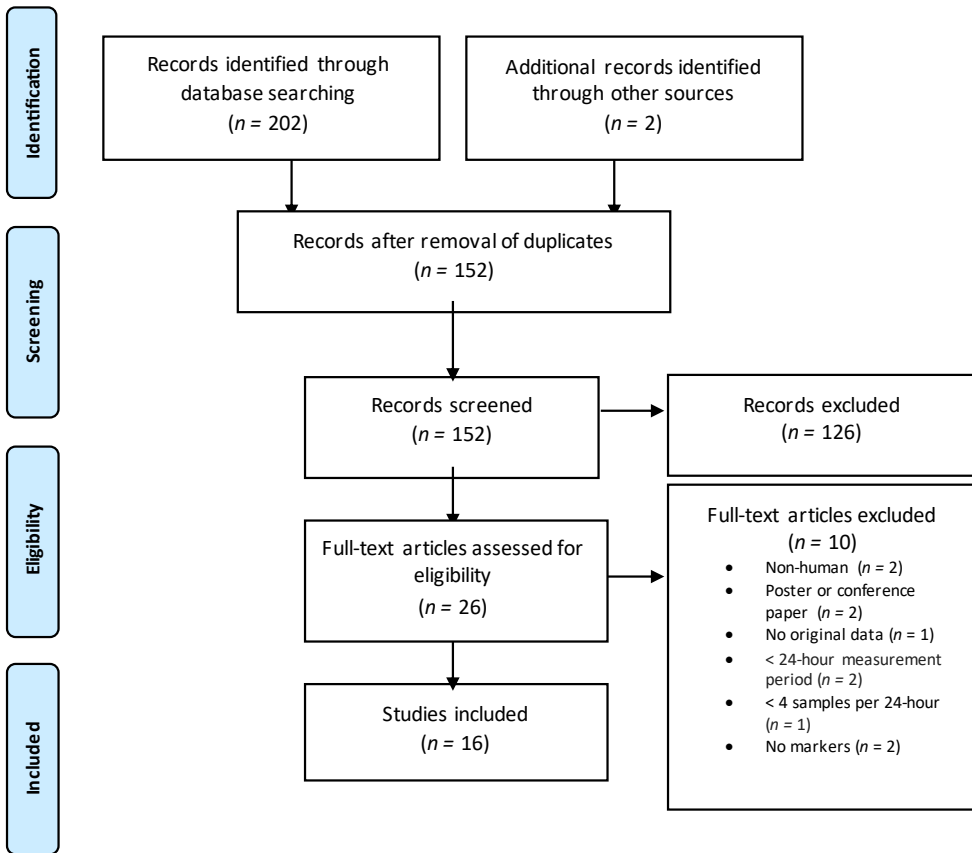 Identification
Records identified through
database searching
(n = 202)
Additional records identified
through other sources
(n = 2)
Screening
Records after removal of duplicates
(n = 152)
Records screened
(n = 152)
Records excluded
(n = 126)
Eligibility
Full-text articles assessed for
eligibility
(n = 26)
Full-text articles excluded
(n = 10)
• Non-human (n = 2)
• Poster or conference
paper (n = 2)
• No original data (n = 1)
• < 24-hour measurement
period (n = 2)
• < 4 samples per 24-hour
(n = 1)
• No markers (n = 2)
Included
Studies included
(n = 16)